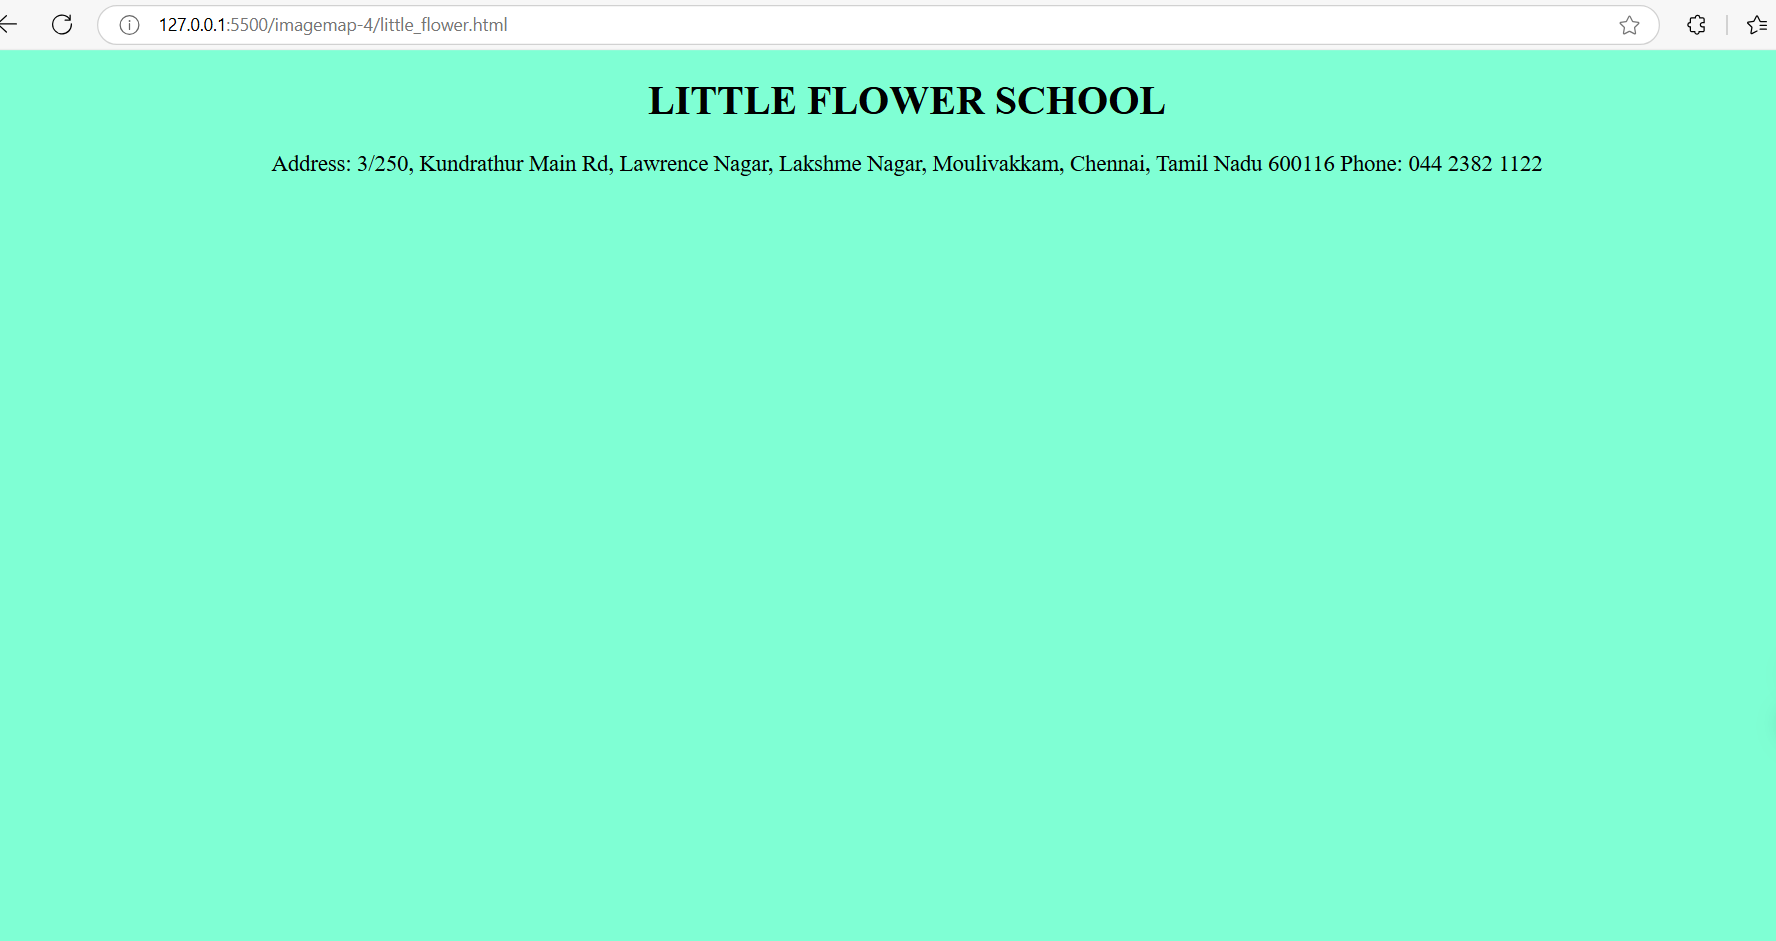 127.0.0.1:5500/imagemap-4/little_flower.html
LITTLE FLOWER SCHOOL
Address: 3/250, Kundrathur Main Rd, Lawrence Nagar, Lakshme Nagar, Moulivakkam, Chennai, Tamil Nadu 600116 Phone: 044 2382 1122